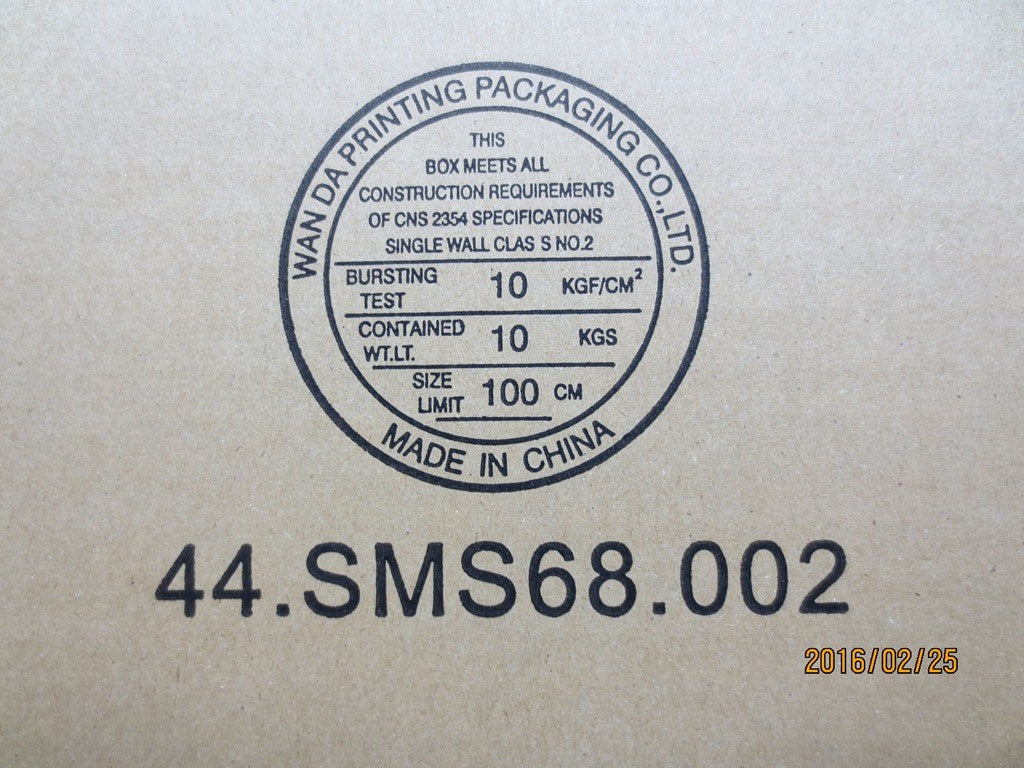 WAN DA PRINTING PACKAGING CO.,LTD.
THIS
BOX MEETS ALL
CONSTRUCTION REQUIREMENTS
OF CNS 2354 SPECIFICATIONS
SINGLE WALL CLAS S NO.2
BURSTING TEST 10 KGF/CM²
CONTAINED WT.LT. 10 KGS
SIZE LIMIT 100 CM
MADE IN CHINA
44.SMS68.002
2016/02/25